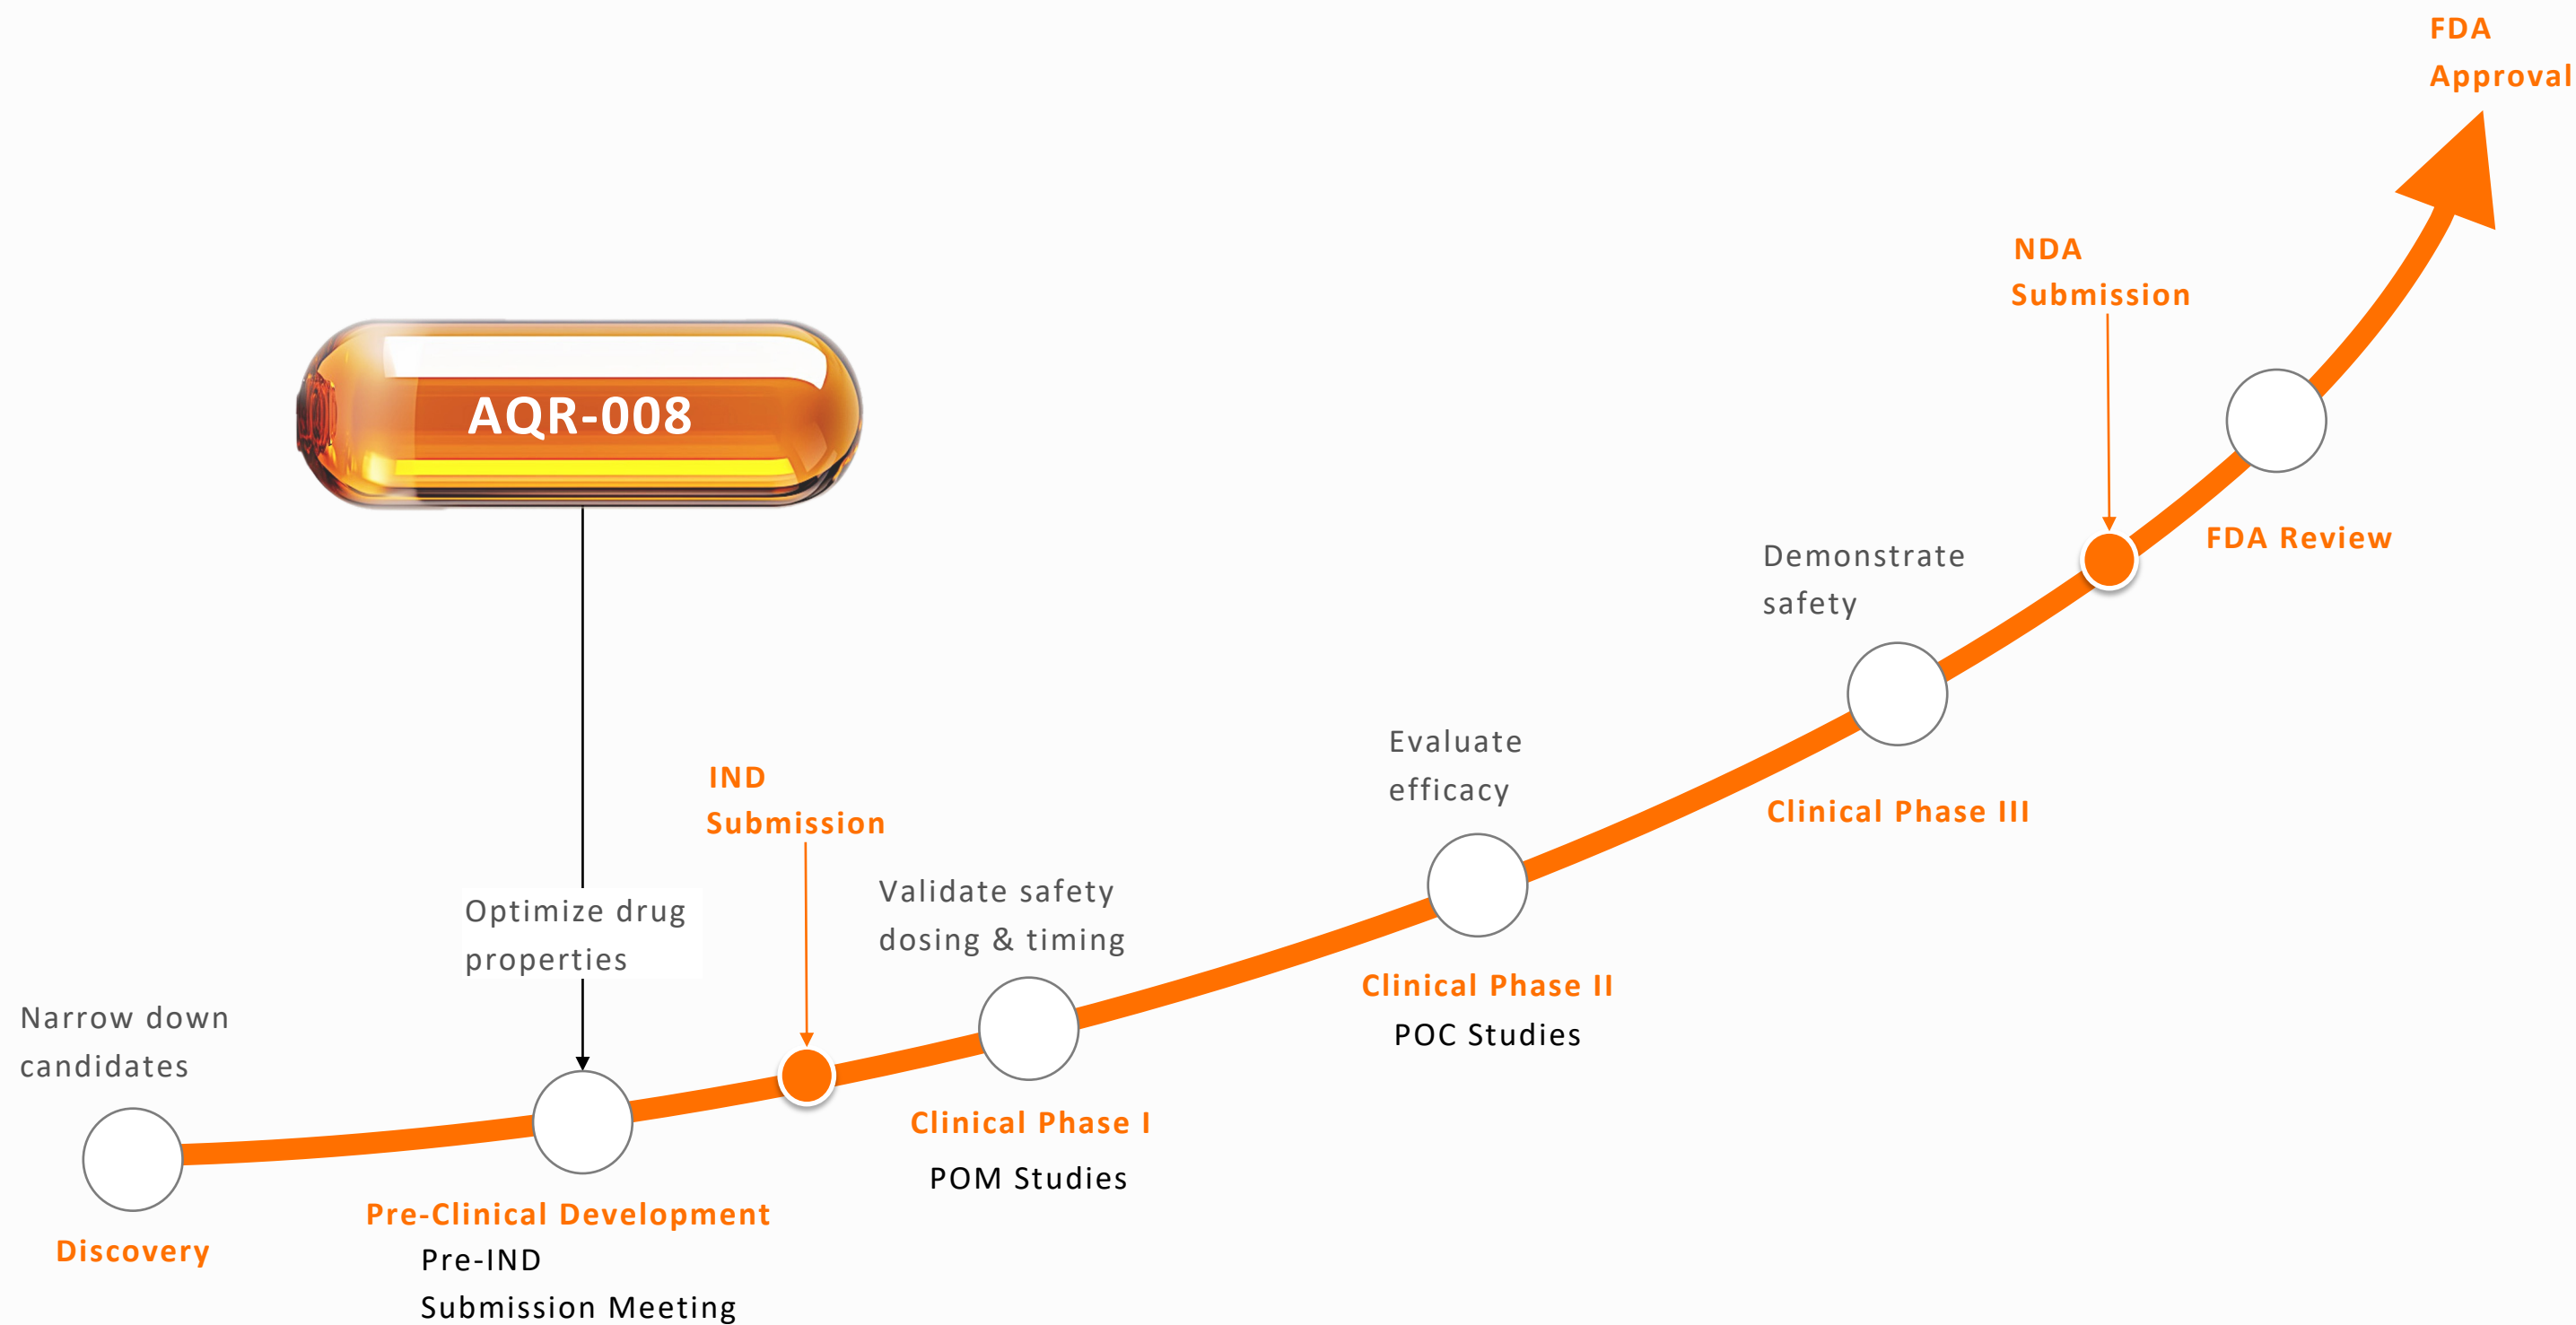 FDA
Approval
NDA
Submission
AQR-008
FDA Review
Demonstrate
safety
Evaluate
efficacy
IND
Submission
Clinical Phase III
Validate safety
dosing & timing
Optimize drug
properties
Clinical Phase II
POC Studies
Narrow down
candidates
Clinical Phase I
POM Studies
Pre-Clinical Development
Pre-IND
Submission Meeting
Discovery